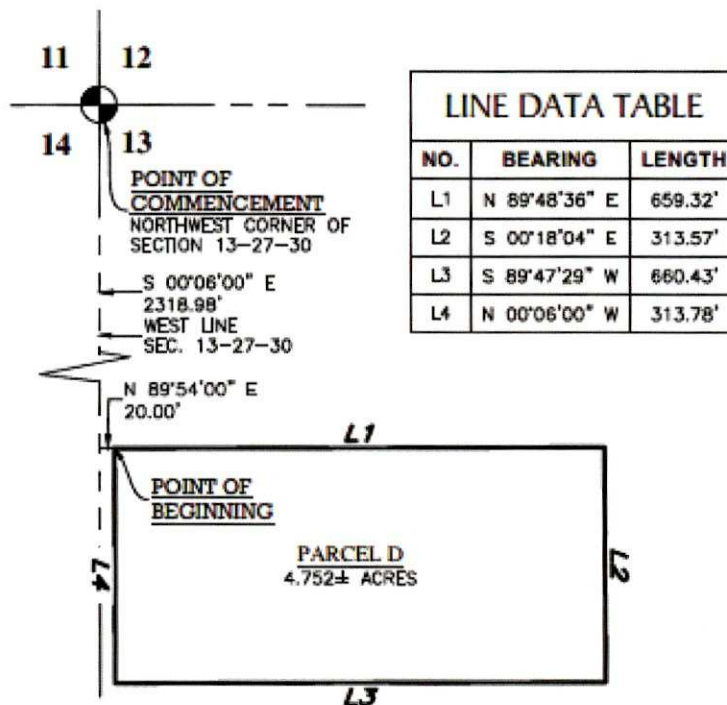 11 12
14 13
POINT OF
COMMENCEMENT
NORTHWEST CORNER OF
SECTION 13-27-30
S 00°06'00" E
2318.98'
WEST LINE
SEC. 13-27-30
N 89°54'00" E
20.00'
L1
POINT OF
BEGINNING
PARCEL D
4.752± ACRES
L4
L2
L3
LINE DATA TABLE
NO. BEARING LENGTH
L1 N 89°48'36" E 659.32'
L2 S 00°18'04" E 313.57'
L3 S 89°47'29" W 660.43'
L4 N 00°06'00" W 313.78'